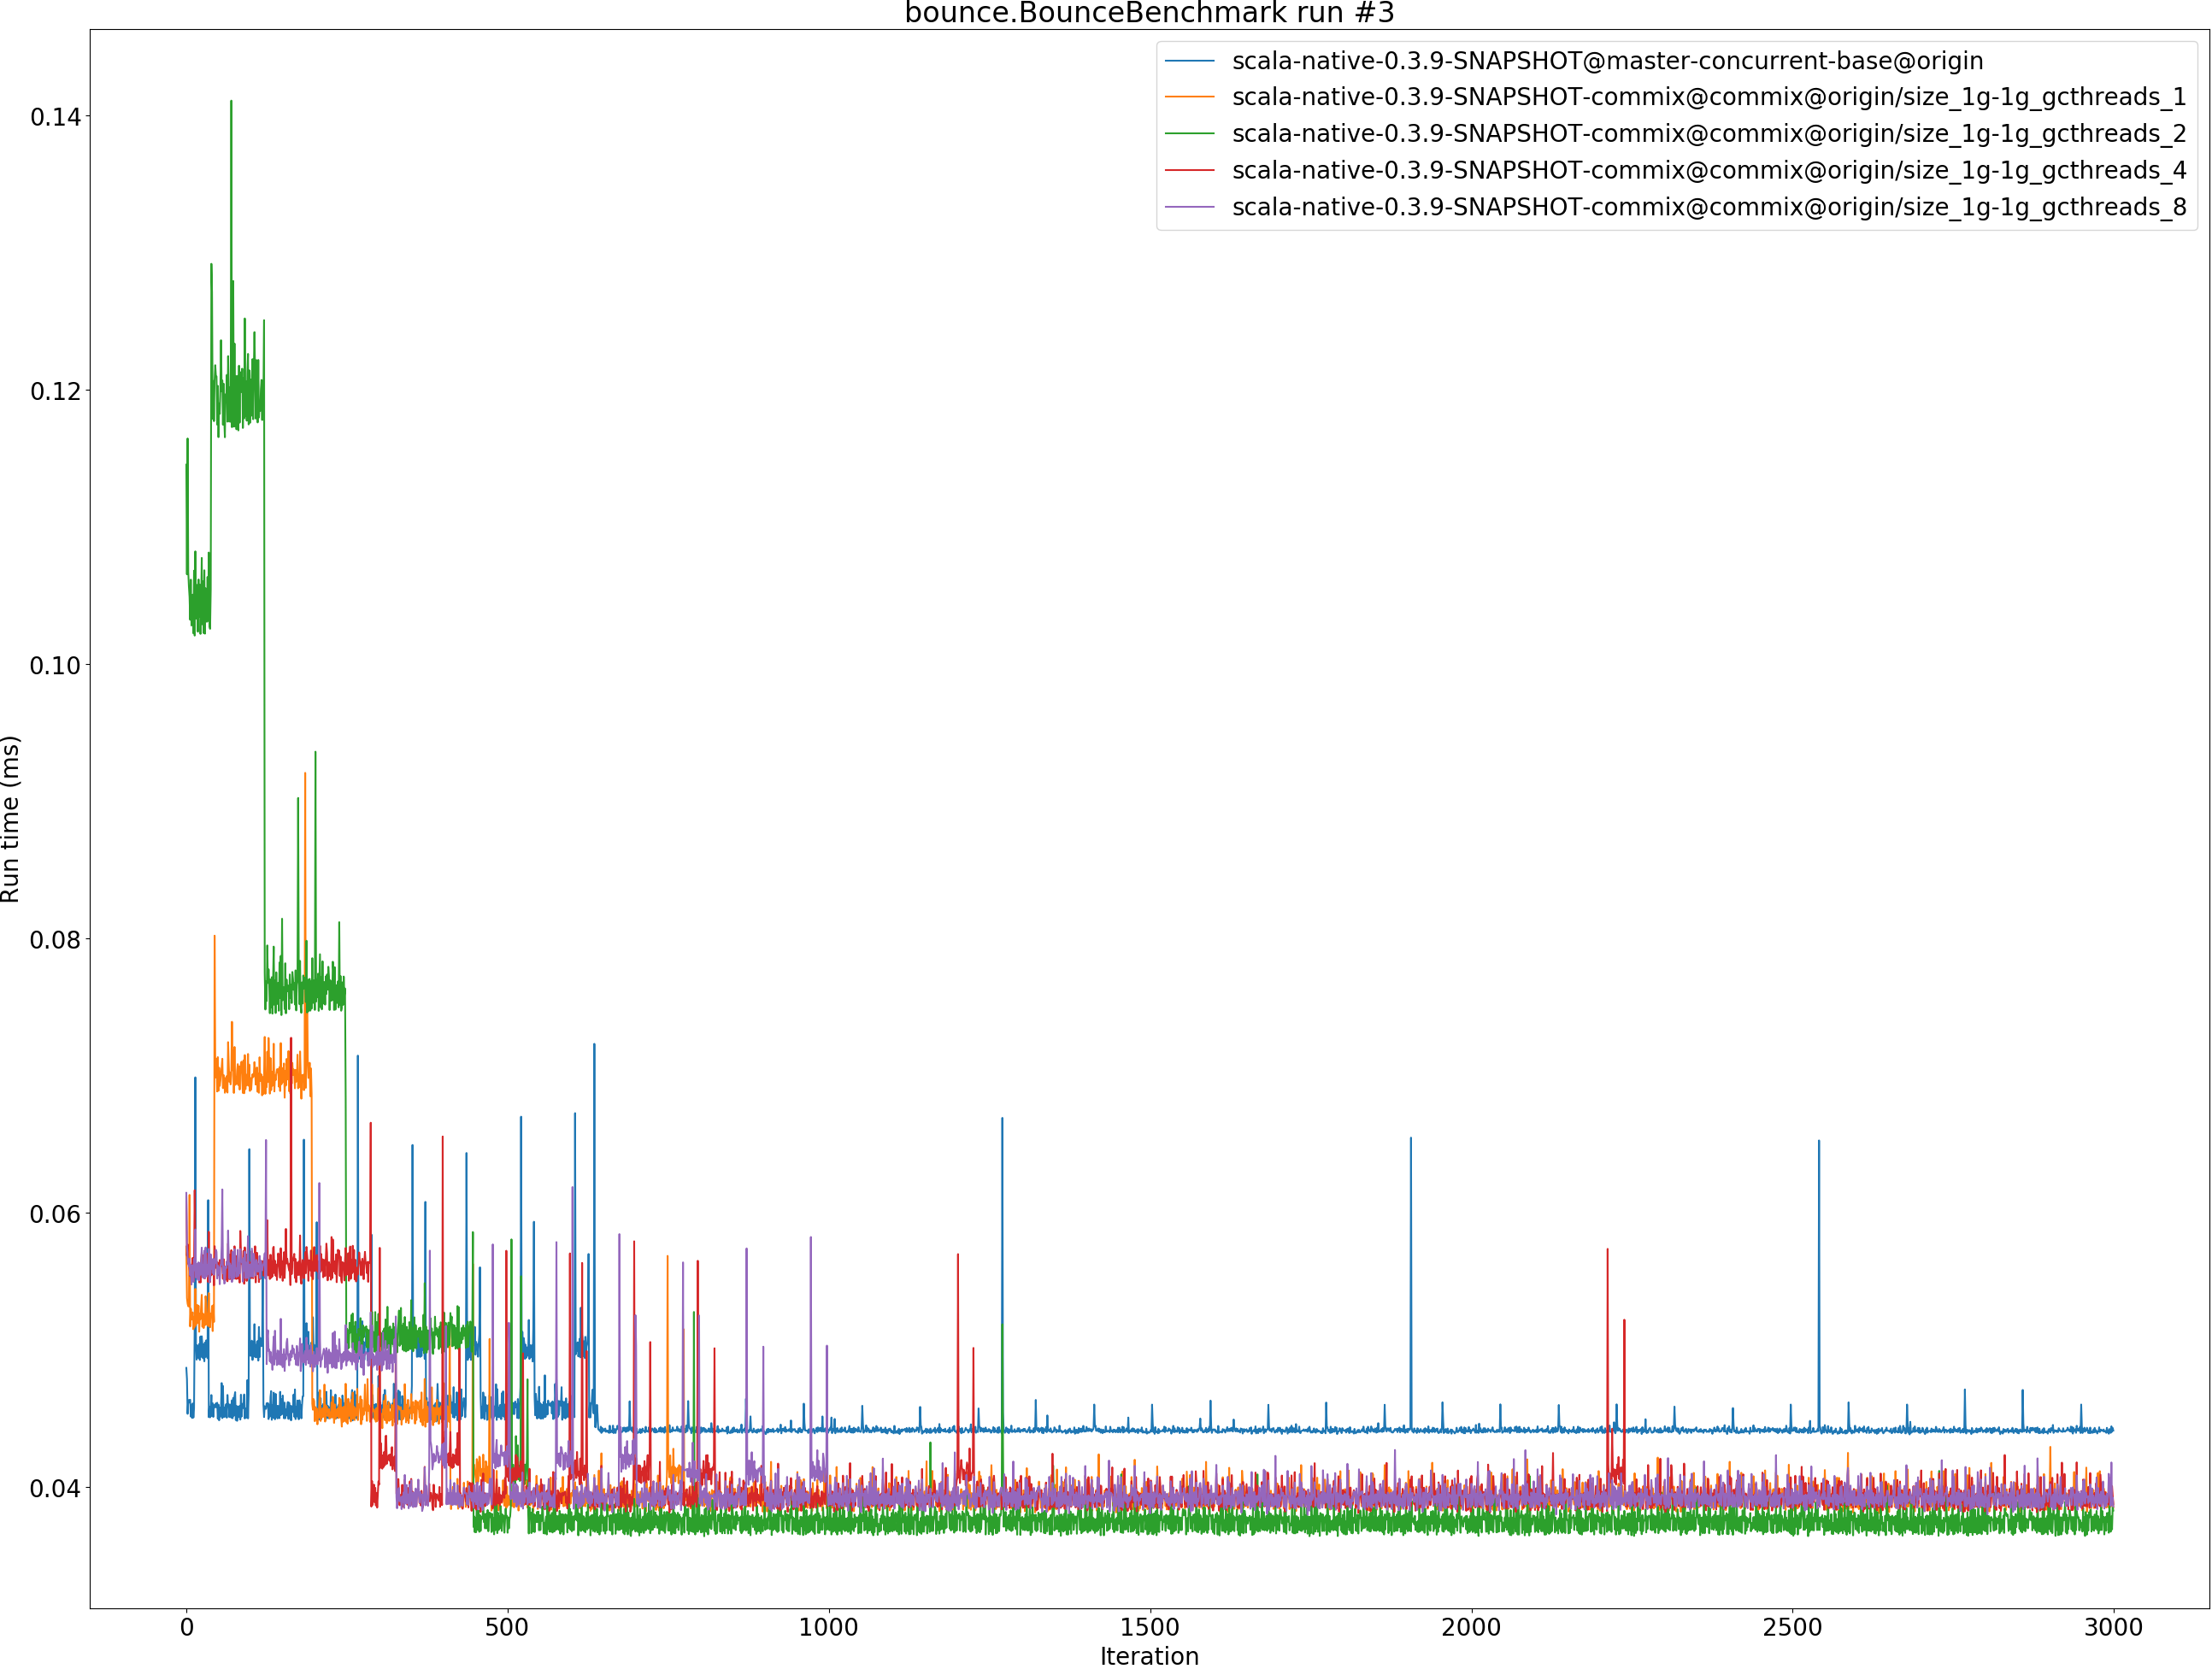 bounce.BounceBenchmark run #3
scala-native-0.3.9-SNAPSHOT@master-concurrent-base@origin
scala-native-0.3.9-SNAPSHOT-commix@commix@origin/size_1g-1g_gcthreads_1
scala-native-0.3.9-SNAPSHOT-commix@commix@origin/size_1g-1g_gcthreads_2
scala-native-0.3.9-SNAPSHOT-commix@commix@origin/size_1g-1g_gcthreads_4
scala-native-0.3.9-SNAPSHOT-commix@commix@origin/size_1g-1g_gcthreads_8
0.14
0.12
0.10
0.08
0.06
0.04
Run time (ms)
0 500 1000 1500 2000 2500 3000
Iteration